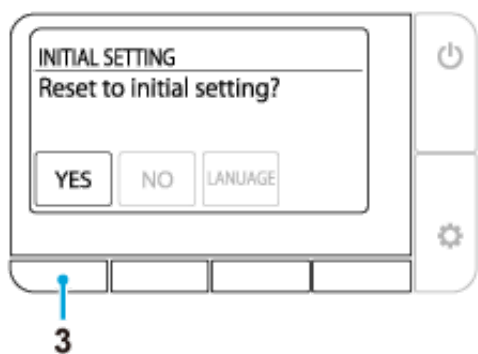 INITIAL SETTING
Reset to initial setting?
YES NO LANUAGE
3